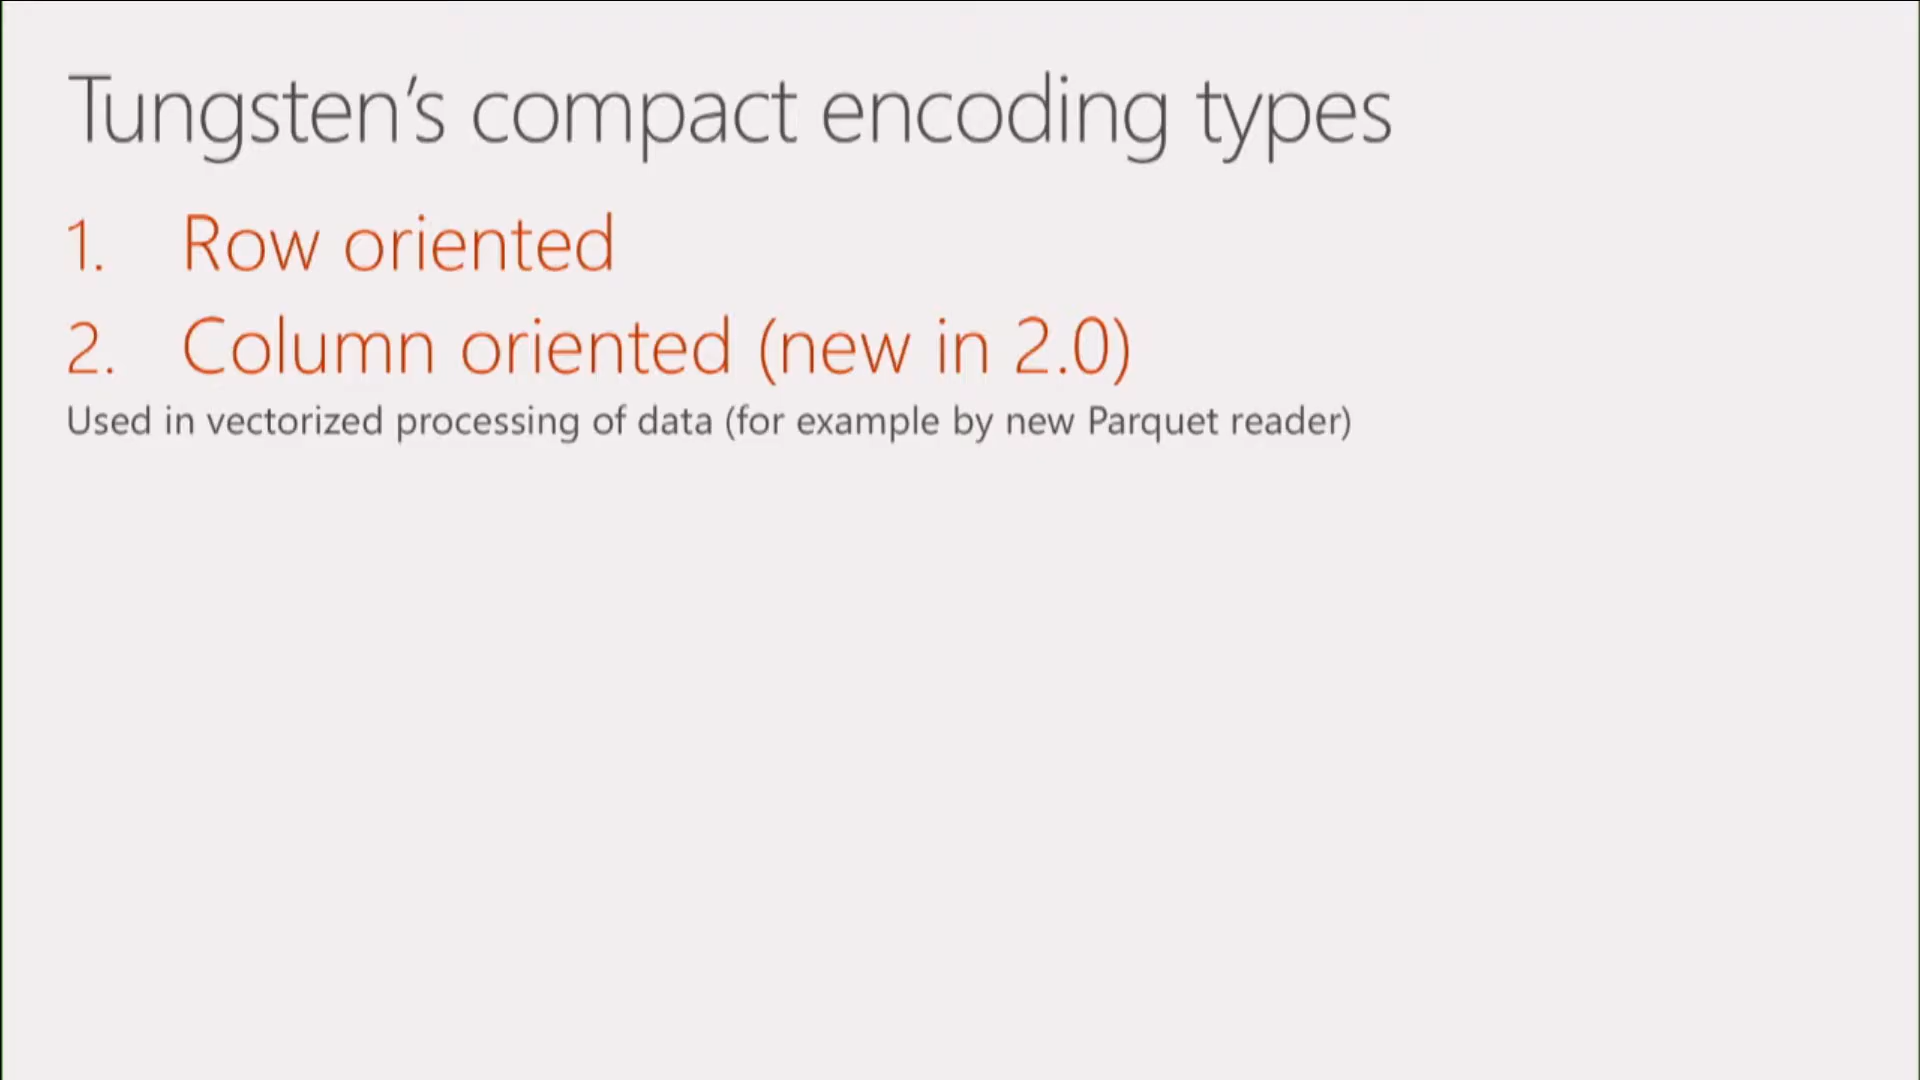 Tungsten's compact encoding types
1. Row oriented
2. Column oriented (new in 2.0)
Used in vectorized processing of data (for example by new Parquet reader)